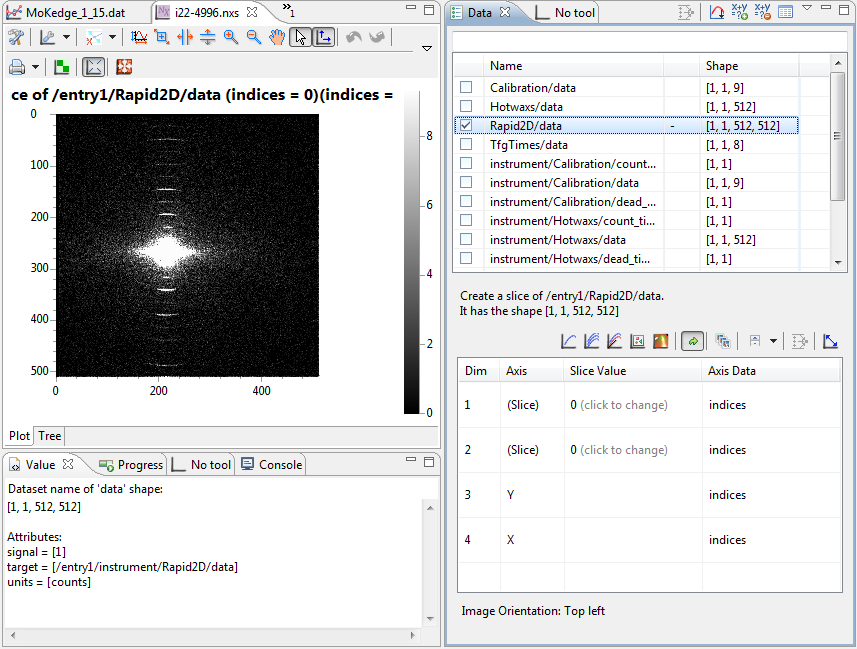 MoKedge_1_15.dat
i22-4996.nxs
»1
ce of /entry1/Rapid2D/data (indices = 0)(indices =
0
100
200
300
400
500
0
200
400
8
6
4
2
0
Plot
Tree
Value
Progress
No tool
Console
Dataset name of 'data' shape:
[1, 1, 512, 512]
Attributes:
signal = [1]
target = [/entry1/instrument/Rapid2D/data]
units = [counts]
Data
No tool
Name Shape
Calibration/data [1, 1, 9]
Hotwaxs/data [1, 1, 512]
Rapid2D/data - [1, 1, 512, 512]
TfgTimes/data [1, 1, 8]
instrument/Calibration/count... [1, 1]
instrument/Calibration/data [1, 1, 9]
instrument/Calibration/dead_... [1, 1]
instrument/Hotwaxs/count_ti... [1, 1]
instrument/Hotwaxs/data [1, 1, 512]
instrument/Hotwaxs/dead_ti... [1, 1]
Create a slice of /entry1/Rapid2D/data.
It has the shape [1, 1, 512, 512]
Dim Axis Slice Value Axis Data
1 (Slice) 0 (click to change) indices
2 (Slice) 0 (click to change) indices
3 Y indices
4 X indices
Image Orientation: Top left